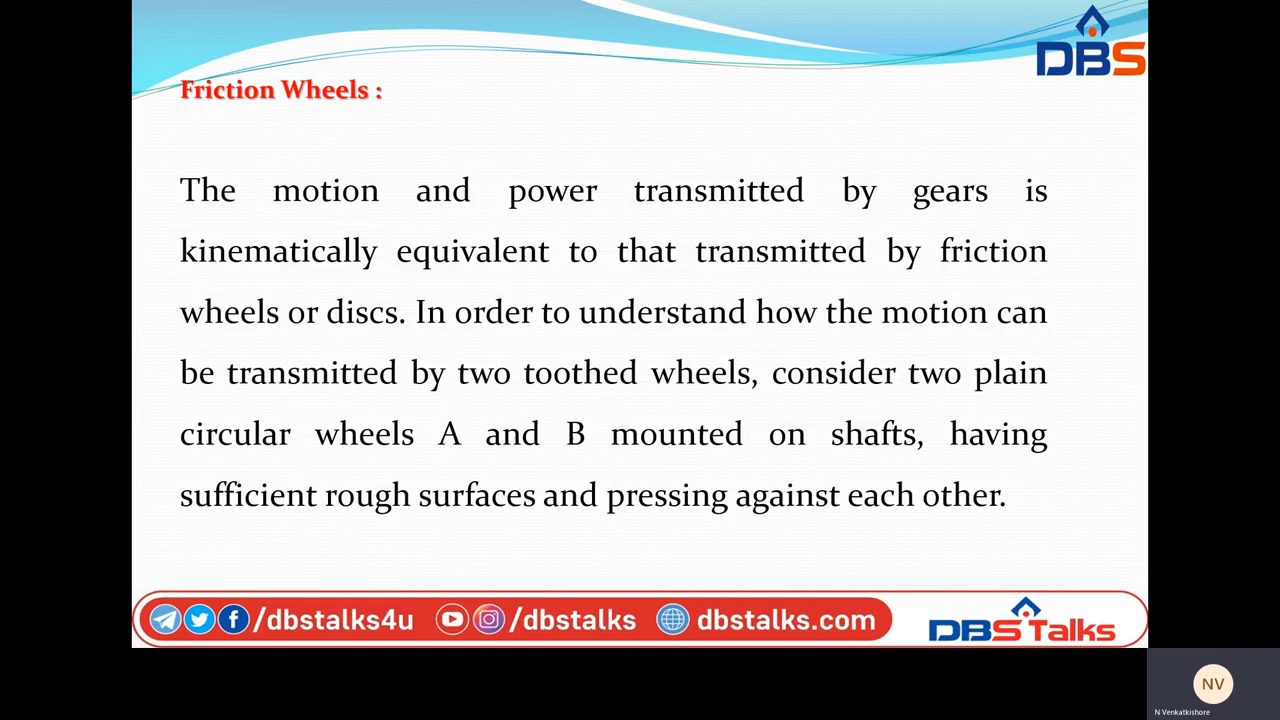 DBS
Friction Wheels :
The motion and power transmitted by gears is
kinematically equivalent to that transmitted by friction
wheels or discs. In order to understand how the motion can
be transmitted by two toothed wheels, consider two plain
circular wheels A and B mounted on shafts, having
sufficient rough surfaces and pressing against each other.
/dbstalks4u /dbstalks dbstalks.com
DBS Talks
NV
N Venkatkishore